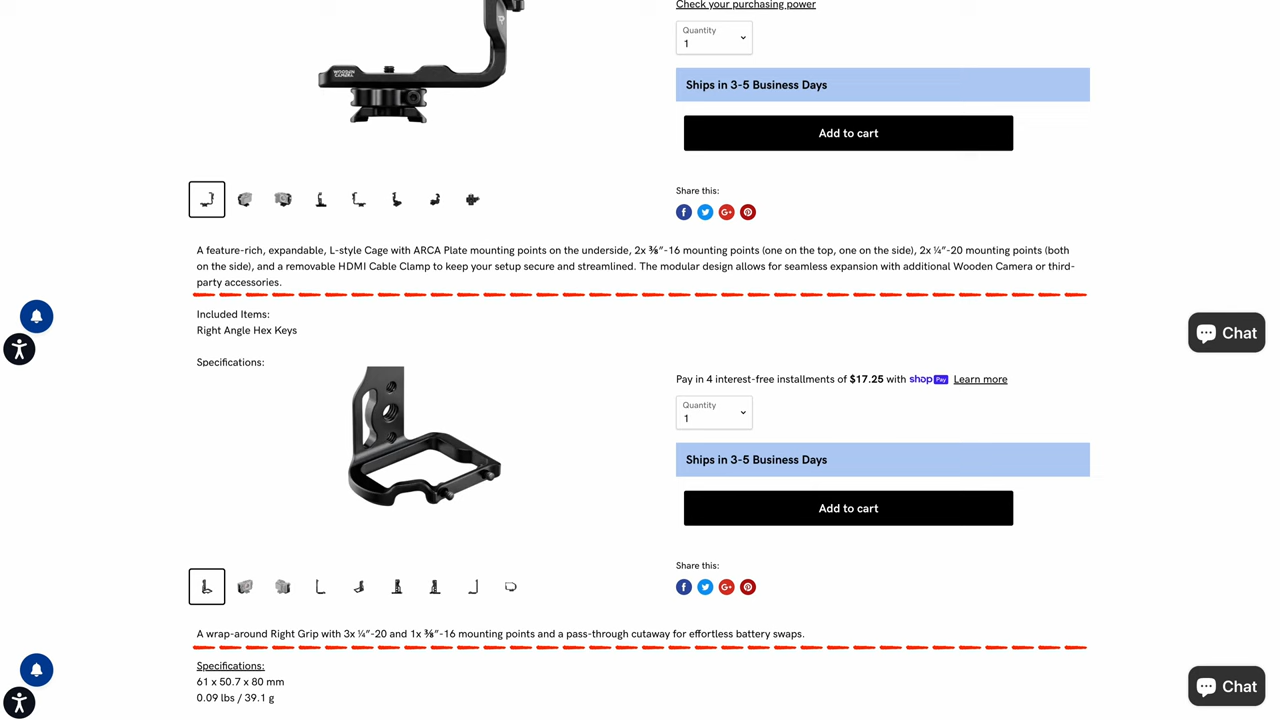 Check your purchasing power
Quantity
1
WOODEN
CAMERA
Ships in 3-5 Business Days
Add to cart
Share this:
A feature-rich, expandable, L-style Cage with ARCA Plate mounting points on the underside, 2x ⅜”-16 mounting points (one on the top, one on the side), 2x ¼”-20 mounting points (both
on the side), and a removable HDMI Cable Clamp to keep your setup secure and streamlined. The modular design allows for seamless expansion with additional Wooden Camera or third-
party accessories.
Included Items:
Right Angle Hex Keys
Chat
Specifications:
Pay in 4 interest-free installments of $17.25 with shop Pay Learn more
Quantity
1
Ships in 3-5 Business Days
Add to cart
Share this:
A wrap-around Right Grip with 3x ¼”-20 and 1x ⅜”-16 mounting points and a pass-through cutaway for effortless battery swaps.
Specifications:
61 x 50.7 x 80 mm
Chat
0.09 lbs / 39.1 g